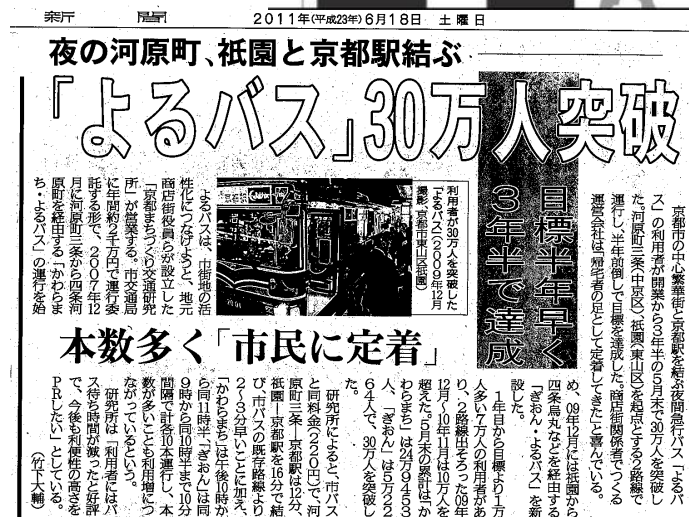 新聞
2011年(平成23年)6月18日 土曜日
夜の河原町、祇園と京都駅結ぶ
「よるバス」30万人突破
目標半年早く
3年半で達成
京都市の中心繁華街と京都駅を結ぶ夜間急行バス「よるバ
ス」の利用者が開業から3年半の5月末で30万人を突破し
た。河原町三条(中京区)、祇園(東山区)を起点とする2路線で
運行し、半年前倒しで目標を達成した。商店街関係者でつくる
運営会社は「帰宅者の足として定着してきた」と喜んでいる。
利用者が30万人を突破した
「よるバス」(2009年12月
撮影、京都市東山区祇園)
よるバスは、市街地の活
性化につなげようと、地元
商店街役員らが設立した
「京都まちづくり交通研究
所」が営業する。市交通局
に年間約2千万円で運行委
託する形で、2007年12
月に河原町三条から四条河
原町を経由する「かわらま
ち・よるバス」の運行を始
本数多く「市民に定着」
め、09年11月には祇園から
四条烏丸などを経由する
「ぎおん・よるバス」を新
設した。
1年目から目標より1万
人多い7万人の利用者があ
り、2路線出そろった09年
12月〜10年11月は10万人を
超えた。5月末の累計は「か
わらまち」は24万9453
人、「ぎおん」は5万22
64人で、30万人を突破し
た。
研究所によると、市バス
と同料金(220円)で、河
原町三条―京都駅を12分、
祇園―京都駅を16分で結
び、市バスの既存路線より
2〜3分早いことに加え、
「かわらまち」は午後10時か
ら同11時半、「ぎおん」は同
9時から同10時半まで10分
間隔で計各10本運行し、本
数が多いことも利用増につ
ながっているという。
研究所は「利用者にはバ
ス待ち時間が減ったと好評
で、今後も利便性の高さを
PRしたい」としている。
(竹下大輔)